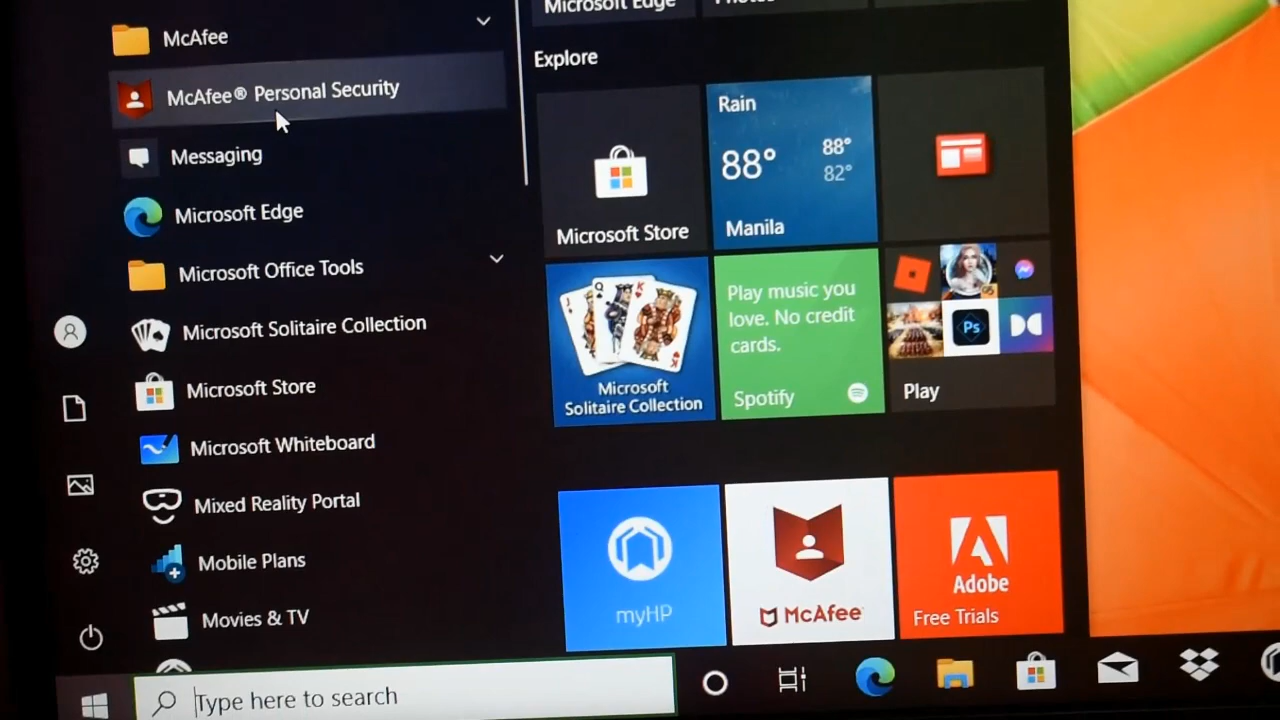 McAfee
McAfee® Personal Security
Messaging
Microsoft Edge
Microsoft Office Tools
Microsoft Solitaire Collection
Microsoft Store
Microsoft Whiteboard
Mixed Reality Portal
Mobile Plans
Movies & TV
Microsoft Edge
Explore
Microsoft Store
Rain
88°
88°
82°
Manila
J
Q
K
Microsoft
Solitaire Collection
Play music you
love. No credit
cards.
Spotify
Ps
Play
myHP
McAfee
Adobe
Free Trials
Type here to search